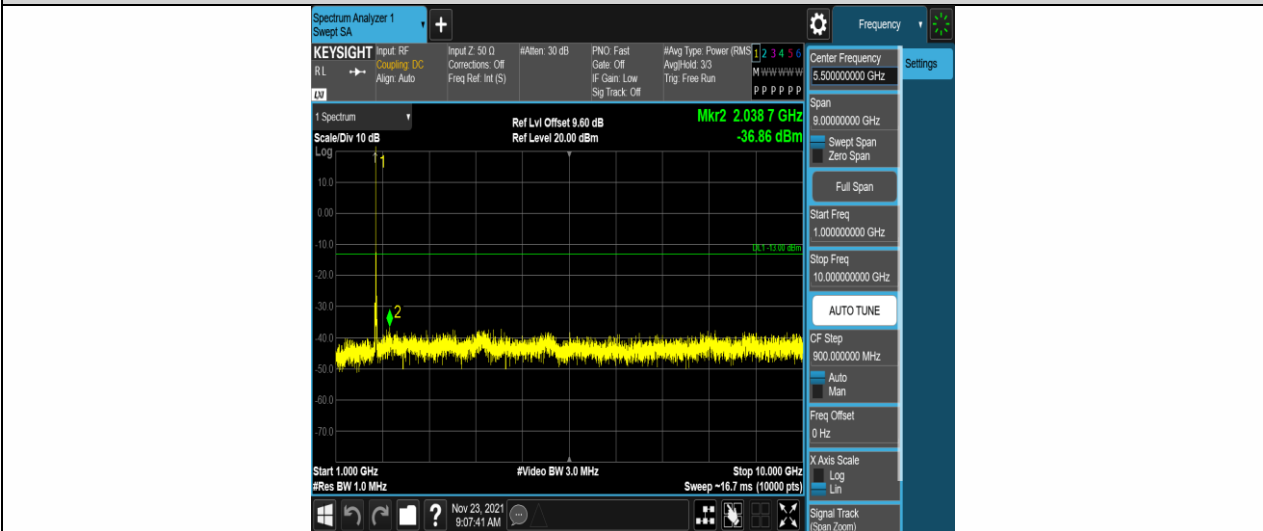 Spectrum Analyzer 1
Swept SA
Frequency
KEYSIGHT
RL
LXI
Input: RF
Coupling: DC
Align: Auto
Input Z: 50 Ω
Corrections: Off
Freq Ref: Int (S)
#Atten: 30 dB
PNO: Fast
Gate: Off
IF Gain: Low
Sig Track: Off
#Avg Type: Power (RMS
Avg|Hold: 3/3
Trig: Free Run
1 2 3 4 5 6
M W W W W W
P P P P P P
Center Frequency
5.500000000 GHz
Settings
Span
9.00000000 GHz
Swept Span
Zero Span
Full Span
Start Freq
1.000000000 GHz
Stop Freq
10.000000000 GHz
AUTO TUNE
CF Step
900.000000 MHz
Auto
Man
Freq Offset
0 Hz
X Axis Scale
Log
Lin
Signal Track
(Span Zoom)
1 Spectrum
Scale/Div 10 dB
Ref Lvl Offset 9.60 dB
Ref Level 20.00 dBm
Mkr2 2.038 7 GHz
-36.86 dBm
Log
1
10.0
0.00
-10.0
DL1 -13.00 dBm
-20.0
-30.0
2
-40.0
-50.0
-60.0
-70.0
Start 1.000 GHz
#Video BW 3.0 MHz
Stop 10.000 GHz
#Res BW 1.0 MHz
Sweep ~16.7 ms (10000 pts)
?
Nov 23, 2021
9:07:41 AM